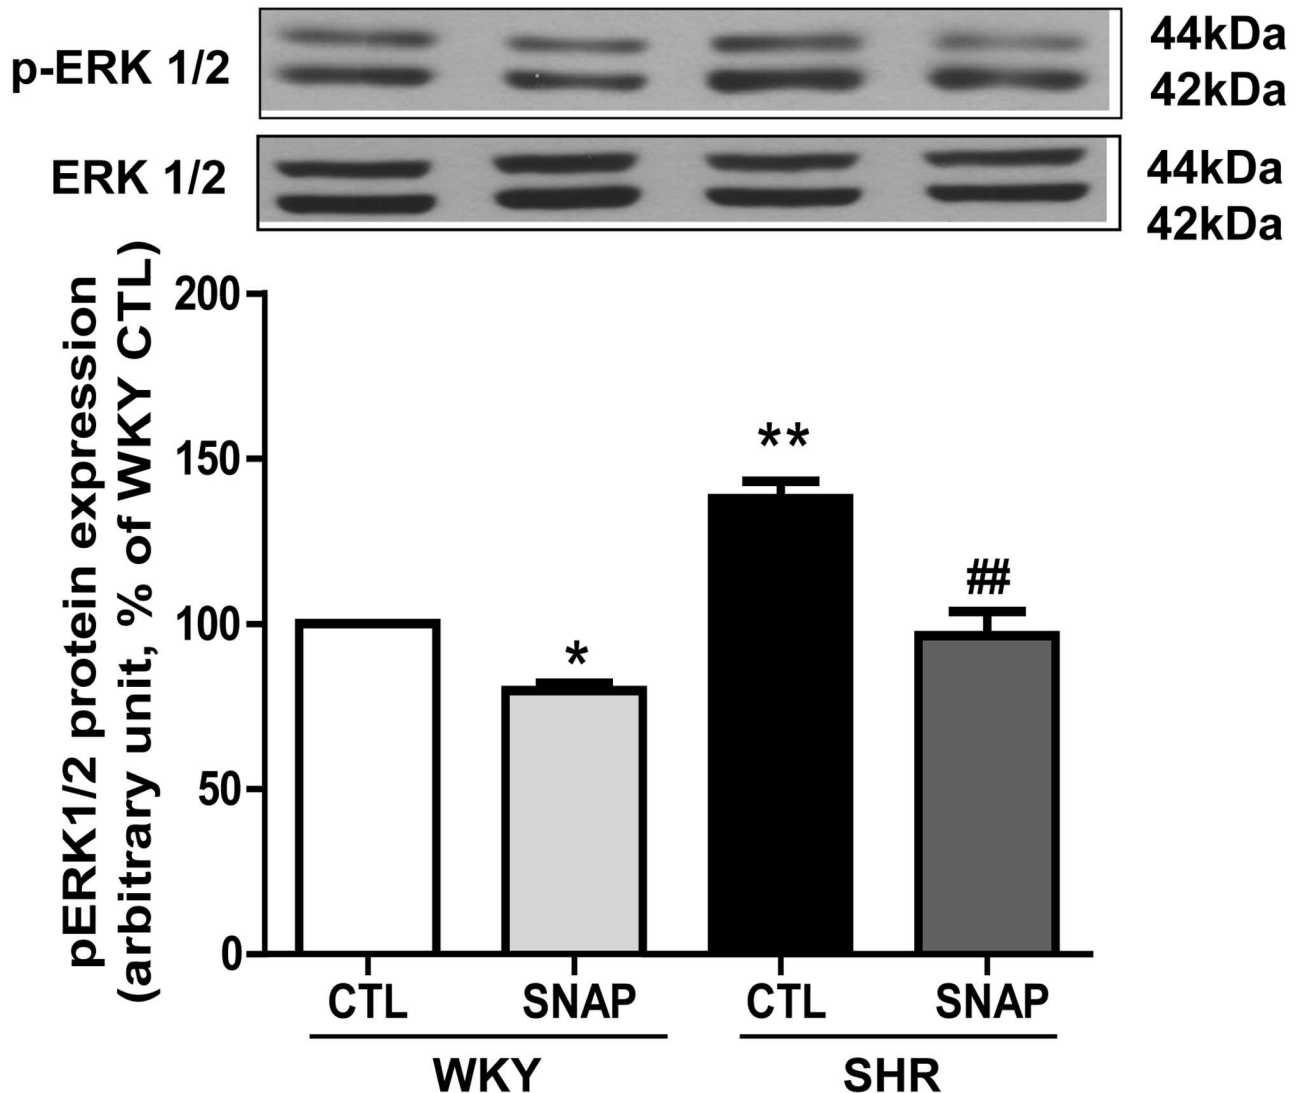 p-ERK 1/2
44kDa
42kDa
ERK 1/2
44kDa
42kDa
pERK1/2 protein expression
(arbitrary unit, % of WKY CTL)
200
150
100
50
0
*
**
##
CTL SNAP CTL SNAP
WKY SHR